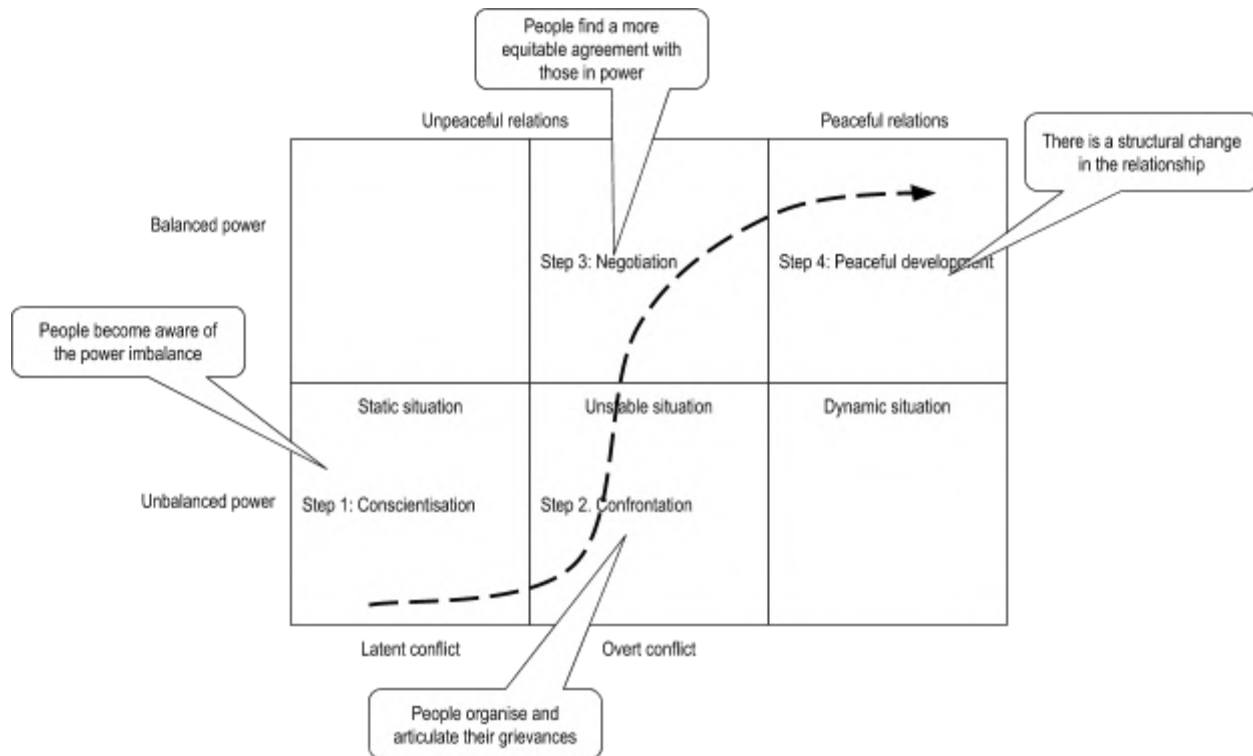 People find a more
equitable agreement with
those in power
Unpeaceful relations
Peaceful relations
There is a structural change
in the relationship
Balanced power
Step 3: Negotiation
Step 4: Peaceful development
People become aware of
the power imbalance
Static situation
Unstable situation
Dynamic situation
Unbalanced power
Step 1: Conscientisation
Step 2. Confrontation
Latent conflict
Overt conflict
People organise and
articulate their grievances